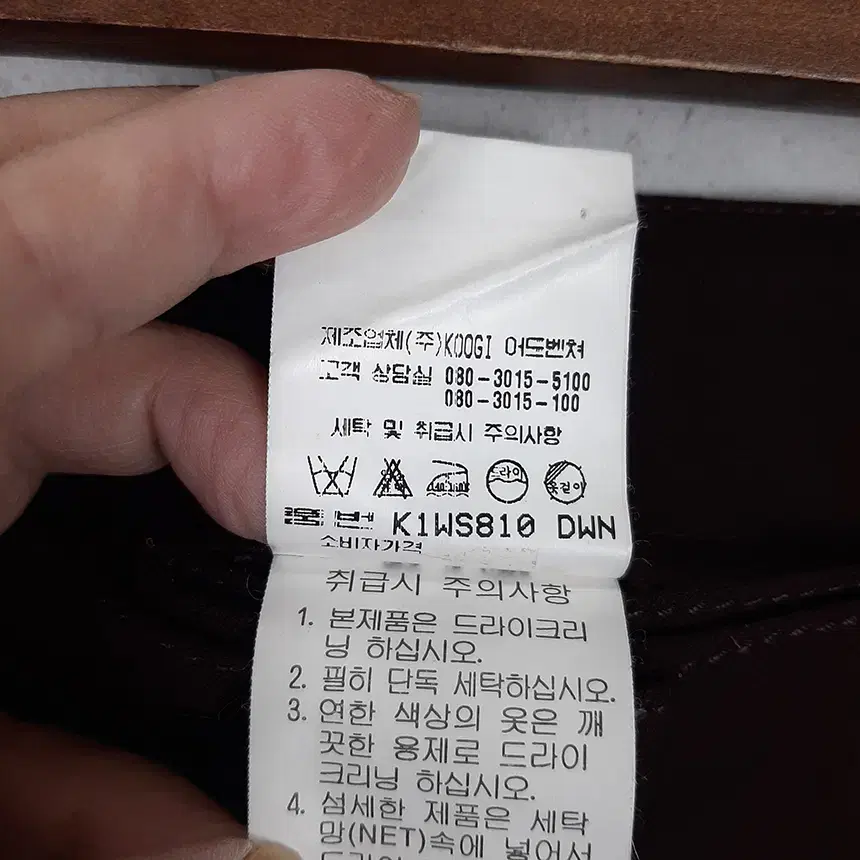 제조업체(주)KOOGI 어드벤쳐
고객 상담실 080-3015-5100
080-3015-100
세탁 및 취급시 주의사항
드라이 옷걸이
품 번 K1WS810 DWN
소비자가격
취급시 주의사항
1. 본제품은 드라이크리
닝 하십시오.
2. 필히 단독 세탁하십시오.
3. 연한 색상의 옷은 깨
끗한 용제로 드라이
크리닝 하십시오.
4. 섬세한 제품은 세탁
망(NET)속에 넣어서
드라이